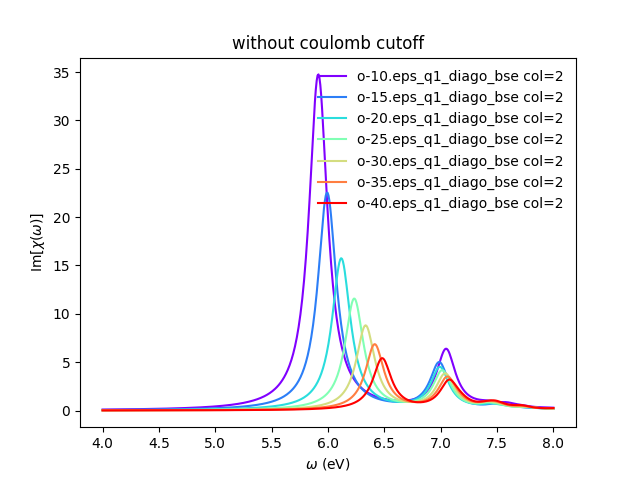 without coulomb cutoff
o-10.eps_q1_diago_bse col=2
o-15.eps_q1_diago_bse col=2
o-20.eps_q1_diago_bse col=2
o-25.eps_q1_diago_bse col=2
o-30.eps_q1_diago_bse col=2
o-35.eps_q1_diago_bse col=2
o-40.eps_q1_diago_bse col=2
Im[χ(ω)]
35
30
25
20
15
10
5
0
4.0 4.5 5.0 5.5 6.0 6.5 7.0 7.5 8.0
ω (eV)